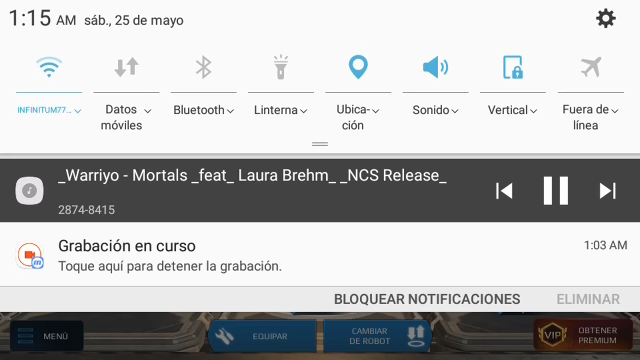 1:15 AM sáb., 25 de mayo
INFINITUM77...
Datos móviles
Bluetooth
Linterna
Ubica-
ción
Sonido
Vertical
Fuera de
línea
_Warriyo - Mortals _feat_ Laura Brehm_ _NCS Release_
2874-8415
Grabación en curso 1:03 AM
Toque aquí para detener la grabación.
BLOQUEAR NOTIFICACIONES ELIMINAR
MENÚ
EQUIPAR
CAMBIAR
DE ROBOT
VIP
OBTENER
PREMIUM